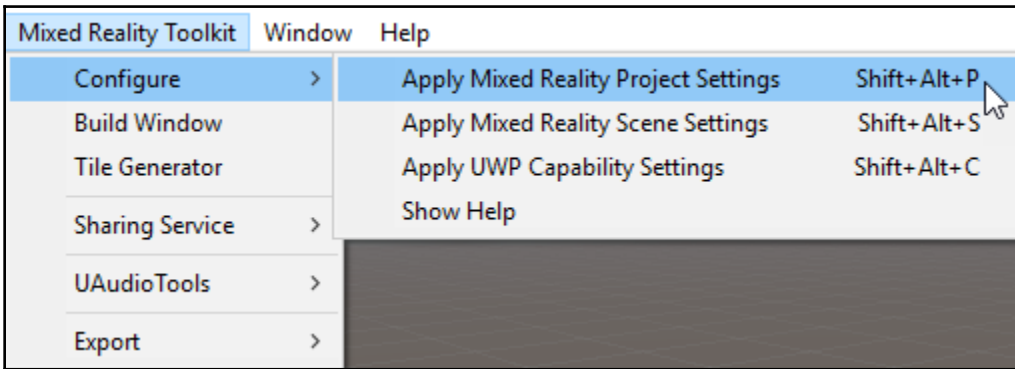 Mixed Reality Toolkit Window Help
Configure > Apply Mixed Reality Project Settings Shift+Alt+P
Build Window Apply Mixed Reality Scene Settings Shift+Alt+S
Tile Generator Apply UWP Capability Settings Shift+Alt+C
Show Help
Sharing Service >
UAudioTools >
Export >